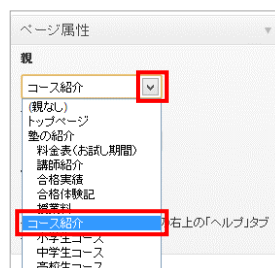 ページ属性
親
コース紹介
(親なし)
トップページ
塾の紹介
料金表(お試し期間)
講師紹介
合格実績
合格体験記
授業料
コース紹介
右上の「ヘルプ」タブ
小学生コース
中学生コース
高校生コース